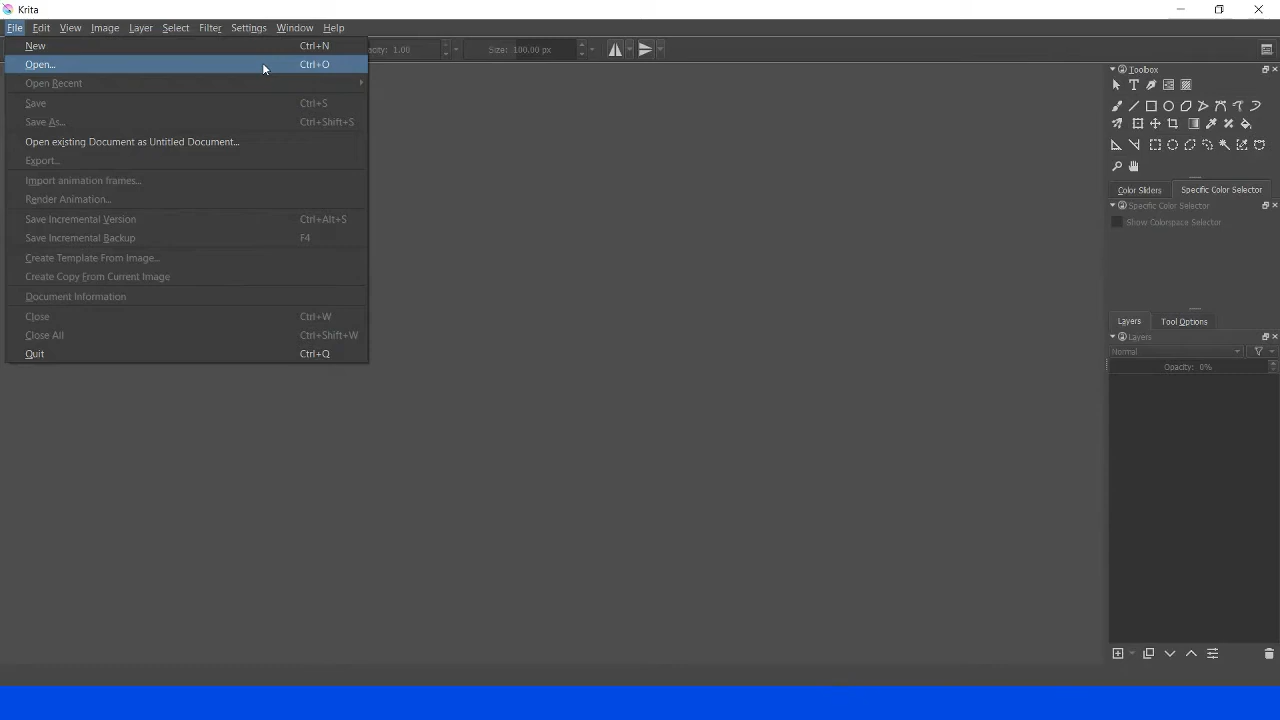 Krita
File Edit View Image Layer Select Filter Settings Window Help
New Ctrl+N
Open... Ctrl+O
Open Recent
Save Ctrl+S
Save As... Ctrl+Shift+S
Open existing Document as Untitled Document...
Export...
Import animation frames...
Render Animation...
Save Incremental Version Ctrl+Alt+S
Save Incremental Backup F4
Create Template From Image...
Create Copy From Current Image
Document Information
Close Ctrl+W
Close All Ctrl+Shift+W
Quit Ctrl+Q
1.00 Size: 100.00 px
Toolbox
Color Sliders Specific Color Selector
Specific Color Selector
Show Colorspace Selector
Layers Tool Options
Layers
Normal
Opacity: 0%